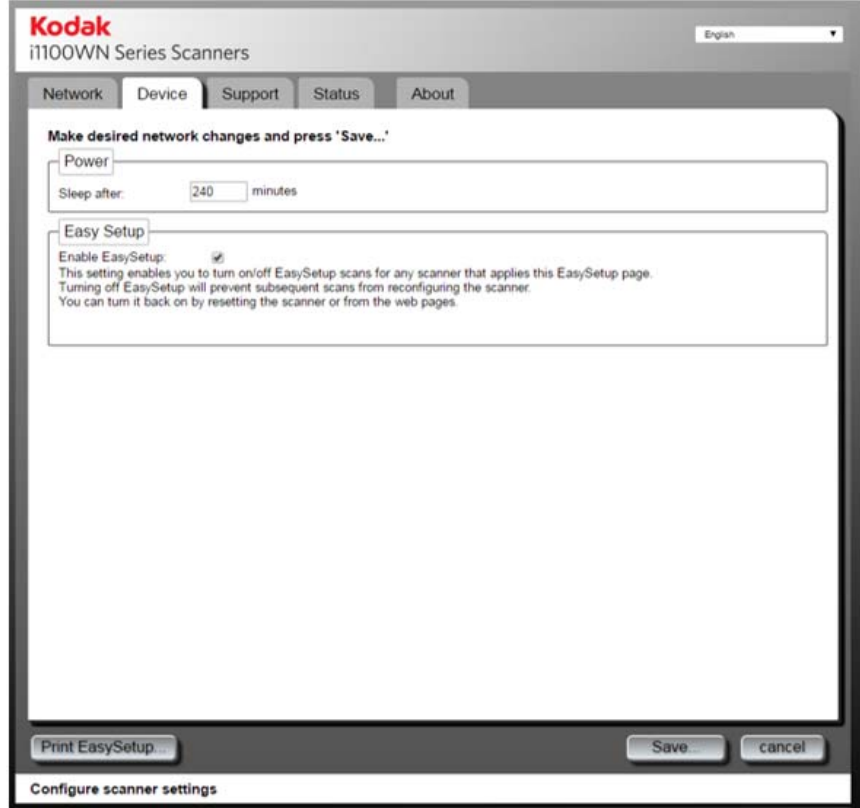 Kodak
i1100WN Series Scanners
English
Network Device Support Status About
Make desired network changes and press 'Save...'
Power
Sleep after: 240 minutes
Easy Setup
Enable EasySetup:
This setting enables you to turn on/off EasySetup scans for any scanner that applies this EasySetup page.
Turning off EasySetup will prevent subsequent scans from reconfiguring the scanner.
You can turn it back on by resetting the scanner or from the web pages.
Print EasySetup... Save... cancel
Configure scanner settings